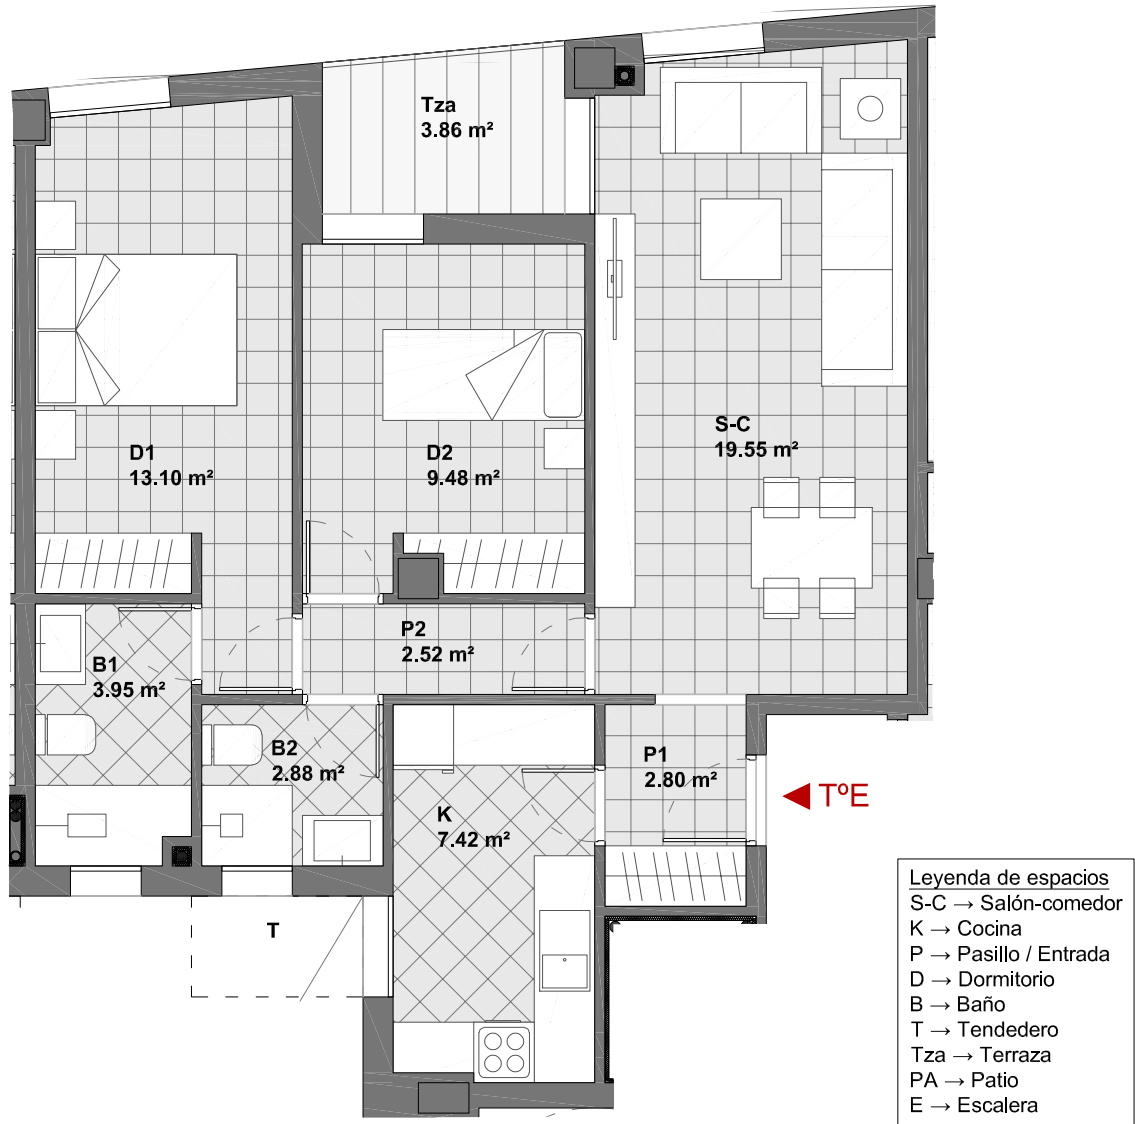 Tza
3.86 m²
D1
13.10 m²
D2
9.48 m²
S-C
19.55 m²
P2
2.52 m²
B1
3.95 m²
B2
2.88 m²
P1
2.80 m²
TºE
K
7.42 m²
T
Leyenda de espacios
S-C → Salón-comedor
K → Cocina
P → Pasillo / Entrada
D → Dormitorio
B → Baño
T → Tendedero
Tza → Terraza
PA → Patio
E → Escalera